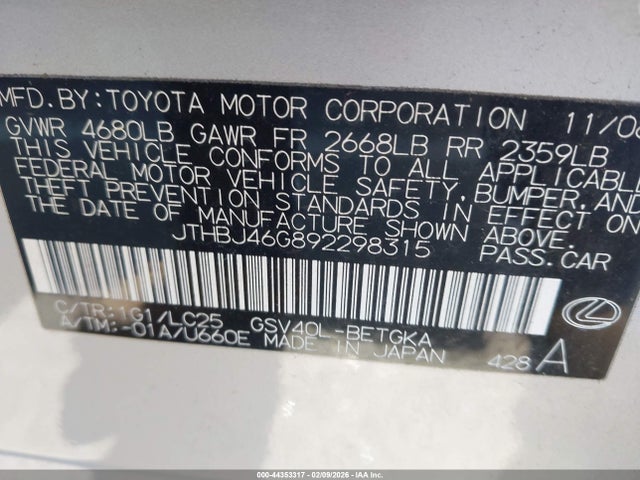 MFD. BY: TOYOTA MOTOR CORPORATION 11/0
GVWR 4680LB GAWR FR 2668LB RR 2359LB
THIS VEHICLE CONFORMS TO ALL APPLICABLE
FEDERAL MOTOR VEHICLE SAFETY, BUMPER, AND
THEFT PREVENTION STANDARDS IN EFFECT ON
THE DATE OF MANUFACTURE SHOWN ABOVE.
JTHBJ46G892298315 PASS.CAR
C/TR: 1G1/LC25 GSV40L-BETGKA
A/TM: -01A/U660E MADE IN JAPAN 428 A
000-44353317 - 02/09/2026 - IAA Inc.